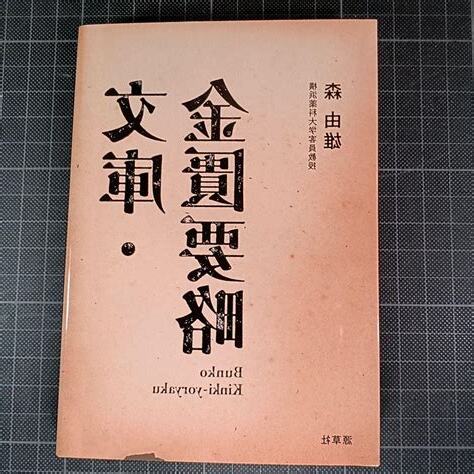 文庫・
金匱要略
Bunko
Kinki-yoryaku
森 由雄
横浜薬科大学客員教授
源草社